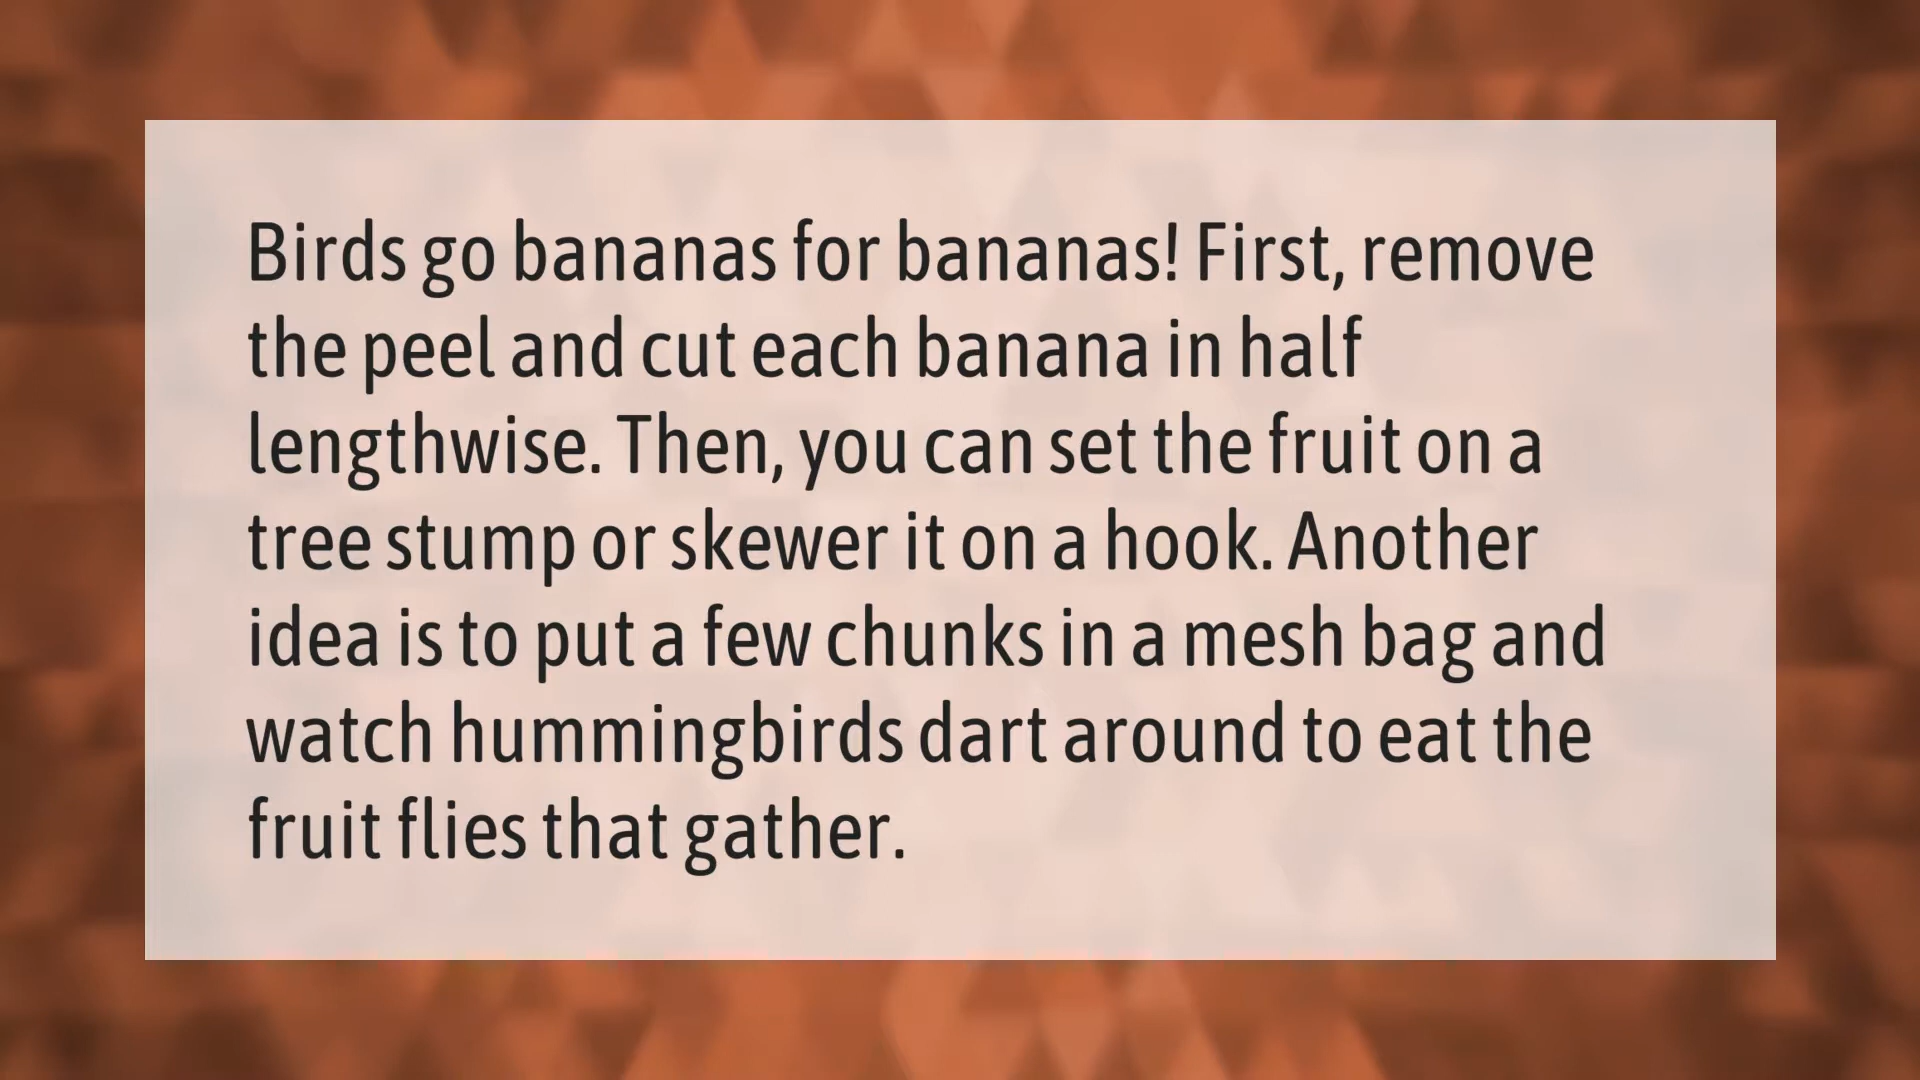 Birds go bananas for bananas! First, remove
the peel and cut each banana in half
lengthwise. Then, you can set the fruit on a
tree stump or skewer it on a hook. Another
idea is to put a few chunks in a mesh bag and
watch hummingbirds dart around to eat the
fruit flies that gather.